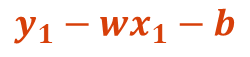 y₁ − wx₁ − b